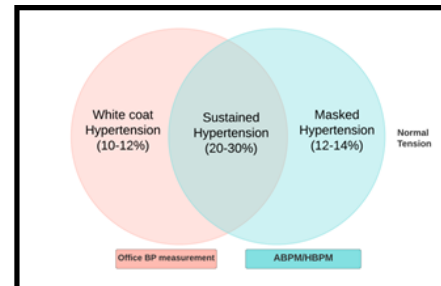 White coat
Hypertension
(10-12%)
Sustained
Hypertension
(20-30%)
Masked
Hypertension
(12-14%)
Normal
Tension
Office BP measurement
ABPM/HBPM